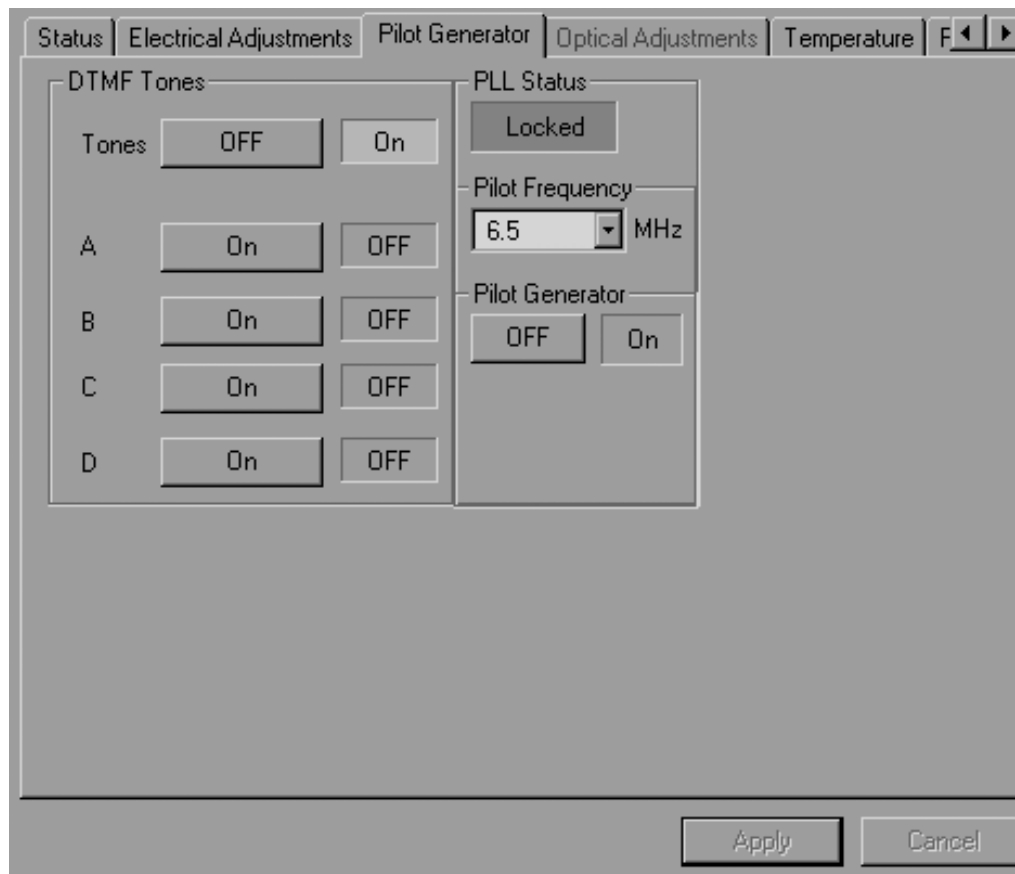 Status Electrical Adjustments Pilot Generator Optical Adjustments Temperature
DTMF Tones
Tones OFF On
A On OFF
B On OFF
C On OFF
D On OFF
PLL Status
Locked
Pilot Frequency
6.5 MHz
Pilot Generator
OFF On
Apply Cancel